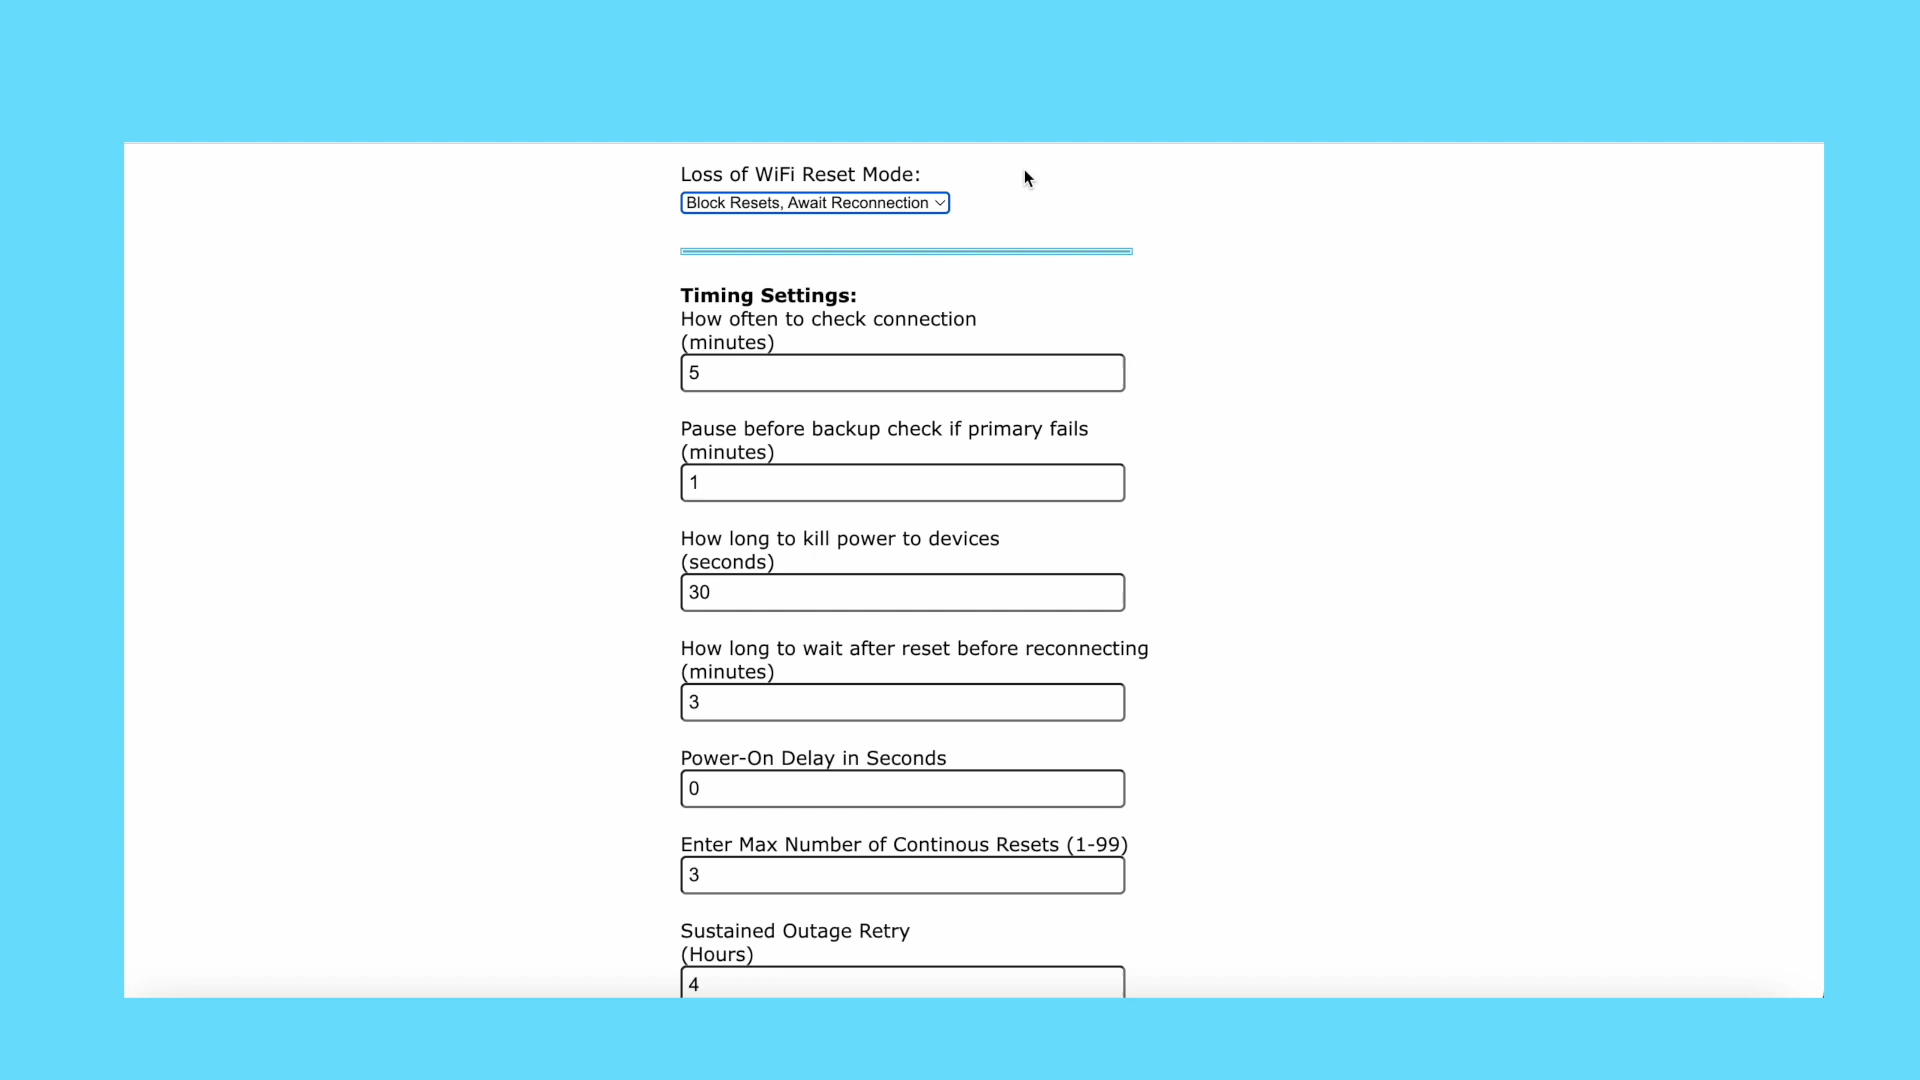 Loss of WiFi Reset Mode:
Block Resets, Await Reconnection
Timing Settings:
How often to check connection
(minutes)
5
Pause before backup check if primary fails
(minutes)
1
How long to kill power to devices
(seconds)
30
How long to wait after reset before reconnecting
(minutes)
3
Power-On Delay in Seconds
0
Enter Max Number of Continous Resets (1-99)
3
Sustained Outage Retry
(Hours)
4